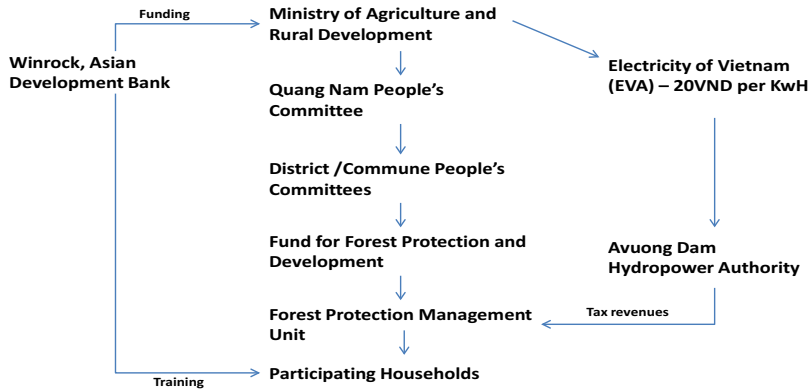 Funding
Ministry of Agriculture and
Rural Development
Winrock, Asian
Development Bank
Electricity of Vietnam
(EVA) – 20VND per KwH
Quang Nam People's
Committee
District /Commune People's
Committees
Fund for Forest Protection and
Development
Avuong Dam
Hydropower Authority
Forest Protection Management
Unit
Tax revenues
Participating Households
Training